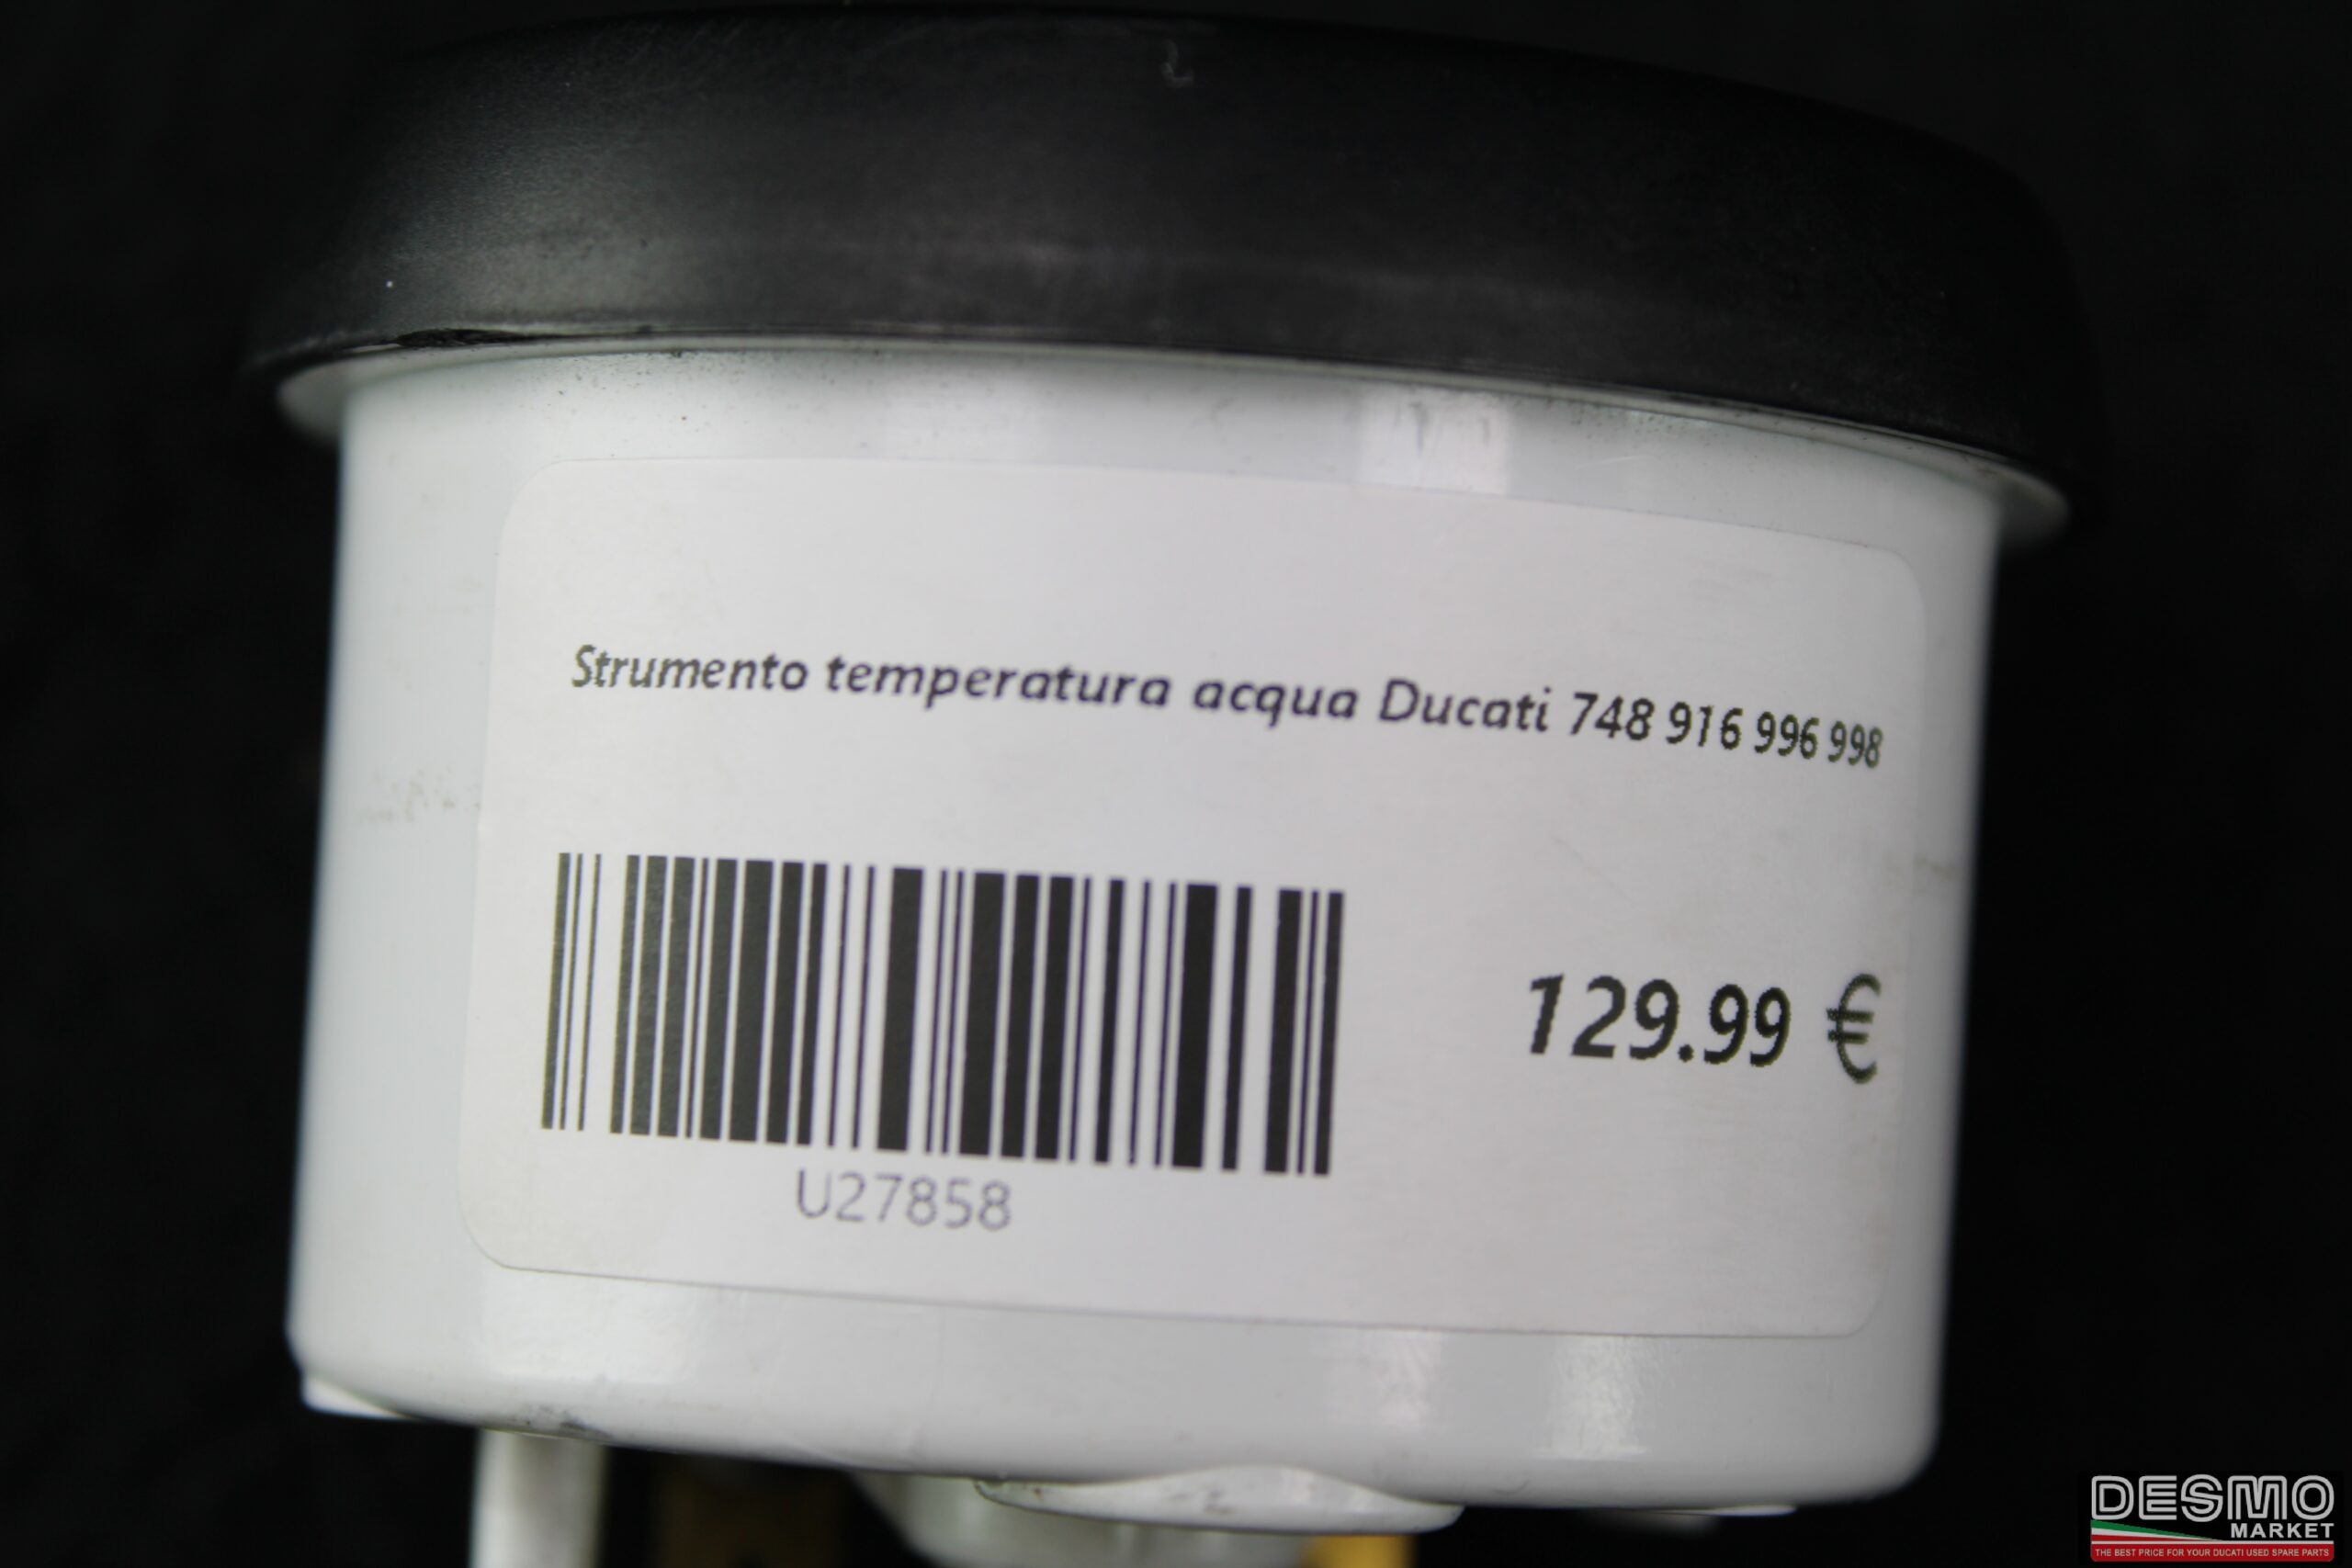 Strumento temperatura acqua Ducati 748 916 996 998
129.99 €
U27858
DESMO
MARKET
THE BEST PRICE FOR YOUR DUCATI USED SPARE PARTS